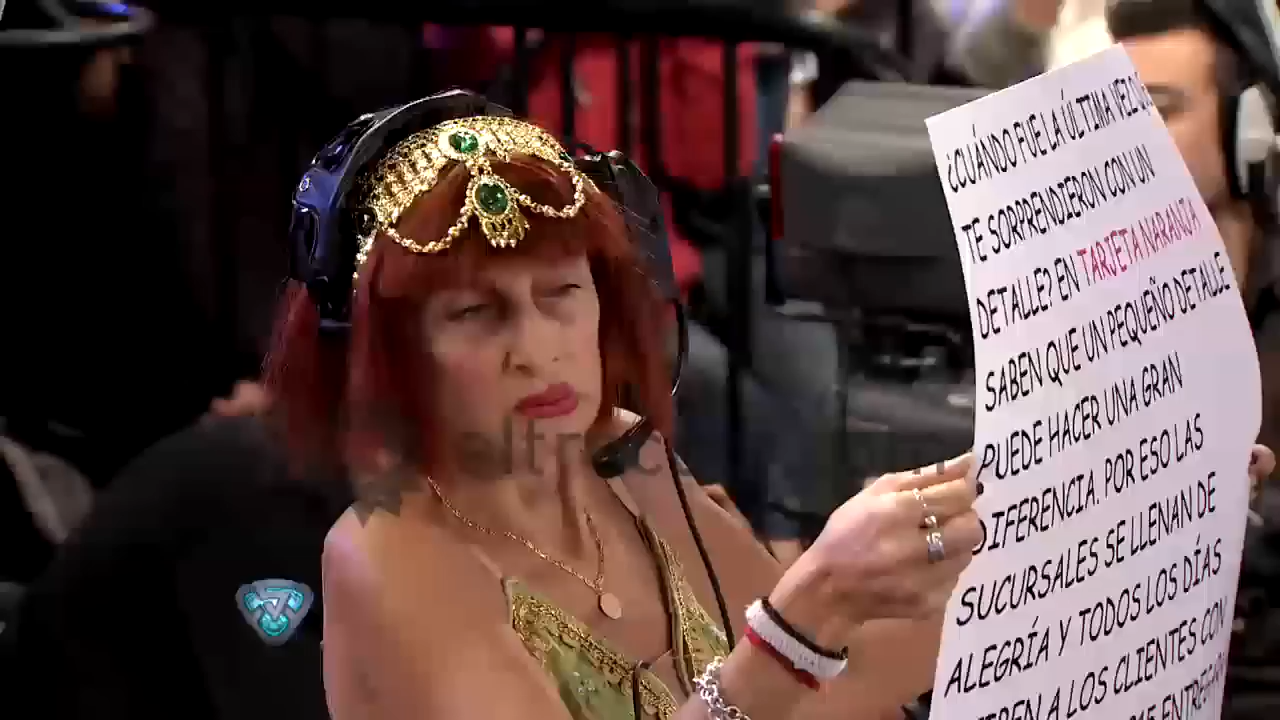 ¿CUÁNDO FUE LA ÚLTIMA VEZ QUE
TE SORPRENDIERON CON UN
DETALLE? EN TARJETA NARANJA
SABEN QUE UN PEQUEÑO DETALLE
PUEDE HACER UNA GRAN
DIFERENCIA. POR ESO LAS
SUCURSALES SE LLENAN DE
ALEGRÍA Y TODOS LOS DÍAS
A LOS CLIENTES CON